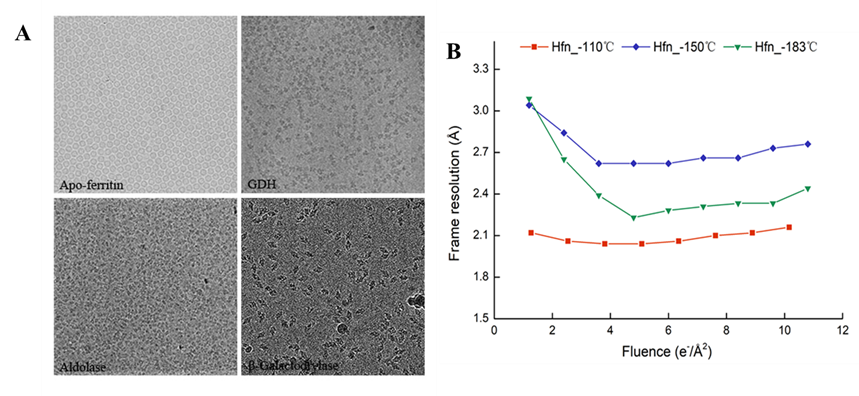 A
Apo-ferritin
GDH
Aldolase
β-Galactodiylase
B
Hfn_-110℃
Hfn_-150℃
Hfn_-183℃
Frame resolution (Å)
3.3
3.0
2.7
2.4
2.1
1.8
1.5
0 2 4 6 8 10 12
Fluence (e⁻/Å²)